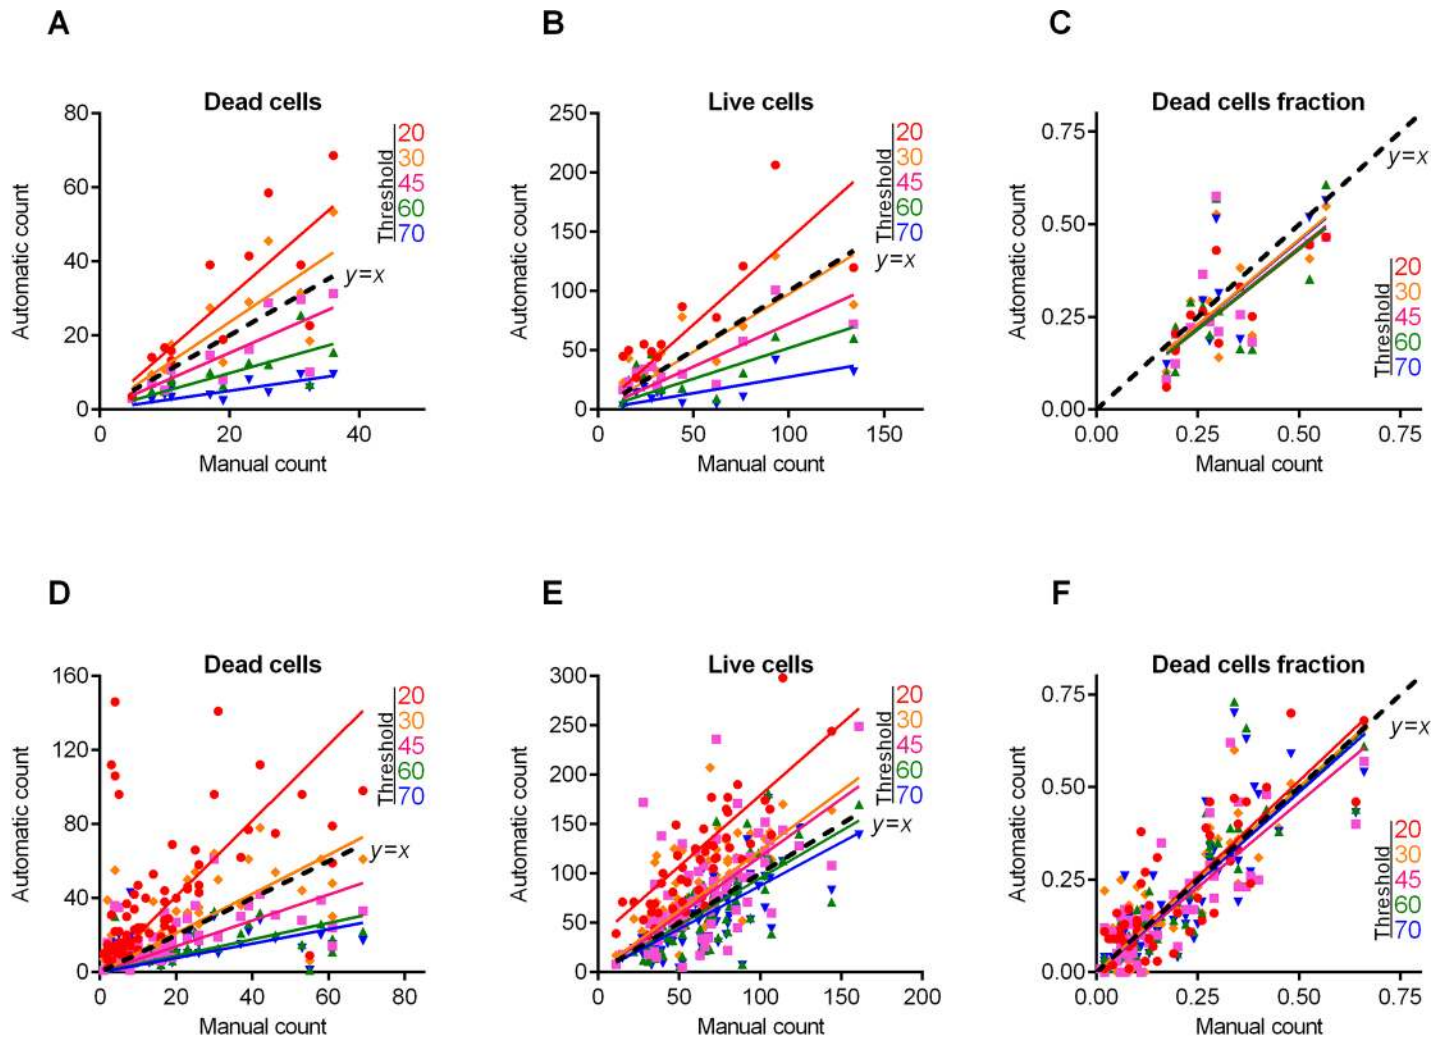 A
B
C
Dead cells
Live cells
Dead cells fraction
80
60
40
20
0
0
20
40
Automatic count
Manual count
Threshold
20
30
45
60
70
y=x
250
200
150
100
50
0
0
50
100
150
Automatic count
Manual count
Threshold
20
30
45
60
70
y=x
0.75
0.50
0.25
0.00
0.00
0.25
0.50
0.75
Automatic count
Manual count
Threshold
20
30
45
60
70
y=x
D
E
F
Dead cells
Live cells
Dead cells fraction
160
120
80
40
0
0
20
40
60
80
Automatic count
Manual count
Threshold
20
30
45
60
70
y=x
300
250
200
150
100
50
0
0
50
100
150
200
Automatic count
Manual count
Threshold
20
30
45
60
70
y=x
0.75
0.50
0.25
0.00
0.00
0.25
0.50
0.75
Automatic count
Manual count
Threshold
20
30
45
60
70
y=x